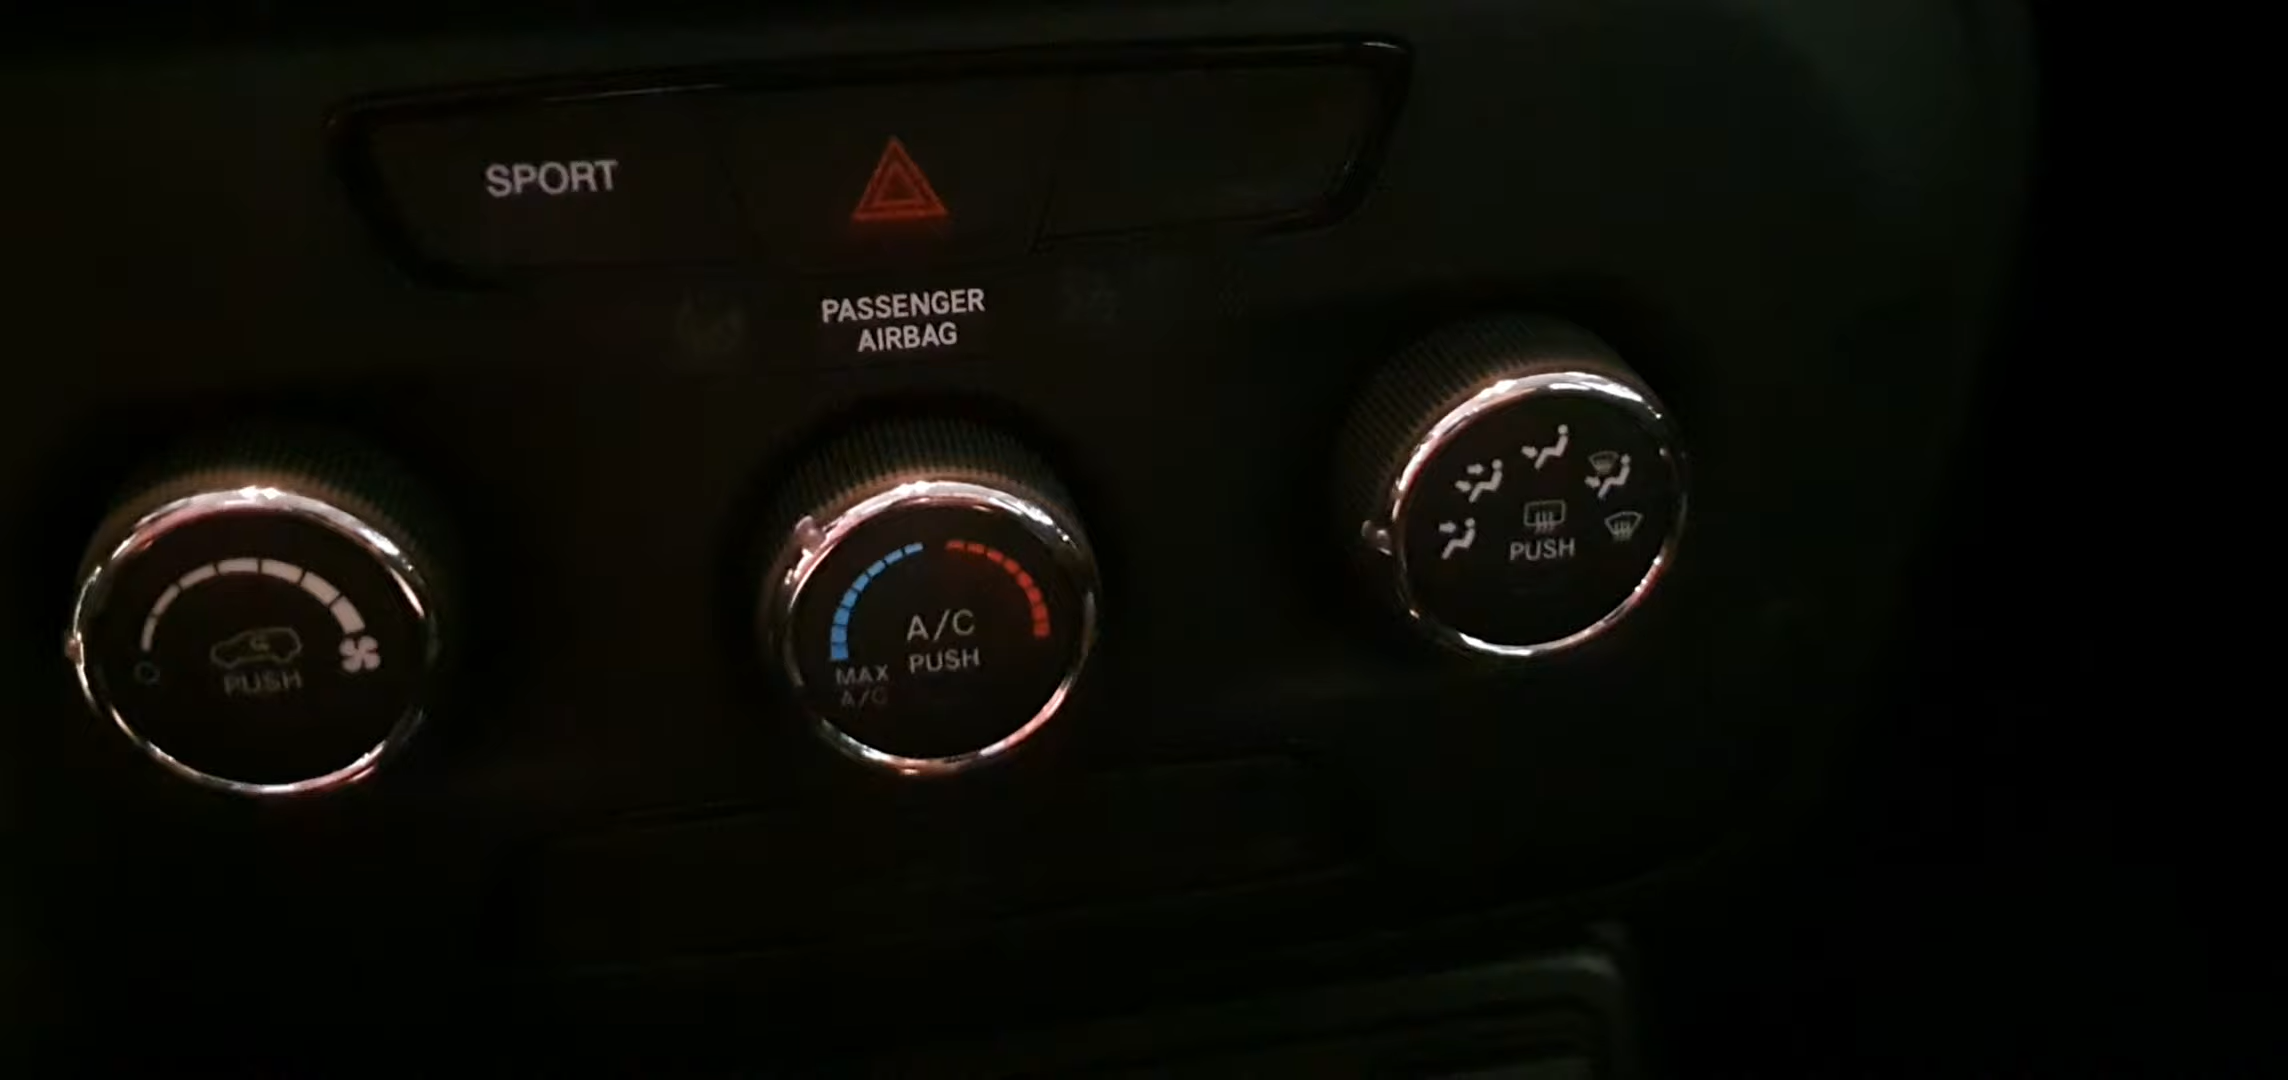 SPORT
PASSENGER
AIRBAG
PUSH
A/C
PUSH
MAX
A/C
PUSH